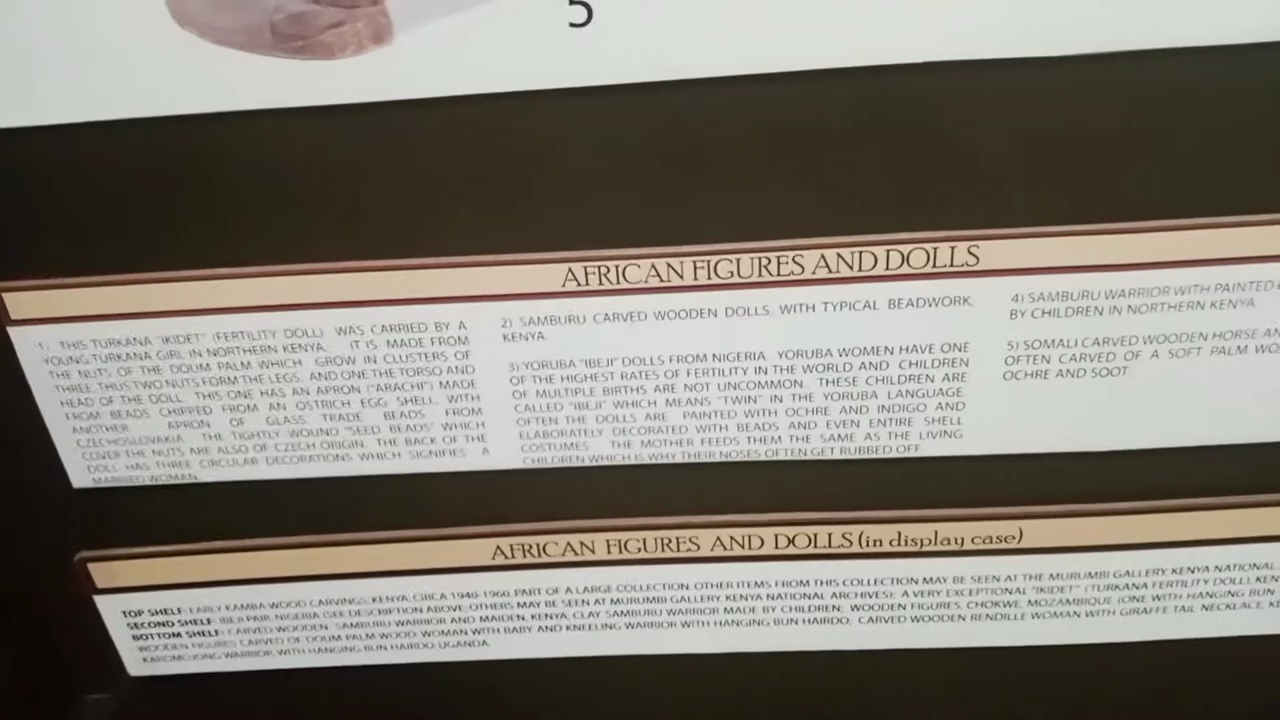 5
AFRICAN FIGURES AND DOLLS
1) THIS TURKANA "IKIDET" (FERTILITY DOLL) WAS CARRIED BY A
YOUNG TURKANA GIRL IN NORTHERN KENYA. IT IS MADE FROM
THE NUTS OF THE DOUM PALM WHICH GROW IN CLUSTERS OF
THREE THUS TWO NUTS FORM THE LEGS, AND ONE THE TORSO AND
HEAD OF THE DOLL. THIS ONE HAS AN APRON ("ARACHI") MADE
FROM BEADS CHIPPED FROM AN OSTRICH EGG SHELL, WITH
ANOTHER APRON OF GLASS TRADE BEADS FROM
CZECHOSLOVAKIA. THE TIGHTLY WOUND "SEED BEADS" WHICH
COVER THE NUTS ARE ALSO OF CZECH ORIGIN. THE BACK OF THE
DOLL HAS THREE CIRCULAR DECORATIONS WHICH SIGNIFIES A
MARRIED WOMAN.
2) SAMBURU CARVED WOODEN DOLLS, WITH TYPICAL BEADWORK,
KENYA.
3) YORUBA "IBEJI" DOLLS FROM NIGERIA. YORUBA WOMEN HAVE ONE
OF THE HIGHEST RATES OF FERTILITY IN THE WORLD AND CHILDREN
OF MULTIPLE BIRTHS ARE NOT UNCOMMON. THESE CHILDREN ARE
CALLED "IBEJI" WHICH MEANS "TWIN" IN THE YORUBA LANGUAGE
OFTEN THE DOLLS ARE PAINTED WITH OCHRE AND INDIGO AND
ELABORATELY DECORATED WITH BEADS AND EVEN ENTIRE SHELL
COSTUMES. THE MOTHER FEEDS THEM THE SAME AS THE LIVING
CHILDREN WHICH IS WHY THEIR NOSES OFTEN GET RUBBED OFF
4) SAMBURU WARRIOR WITH PAINTED
BY CHILDREN IN NORTHERN KENYA
5) SOMALI CARVED WOODEN HORSE
OFTEN CARVED OF A SOFT PALM
OCHRE AND SOOT
AFRICAN FIGURES AND DOLLS (in display case)
TOP SHELF: EARLY KAMBA WOOD CARVINGS, KENYA, CIRCA 1940-1960, PART OF A LARGE COLLECTION. OTHER ITEMS FROM THIS COLLECTION MAY BE SEEN AT THE MURUMBI GALLERY, KENYA NATIONAL
SECOND SHELF: IBEJI PAIR, NIGERIA (SEE DESCRIPTION ABOVE, OTHERS MAY BE SEEN AT MURUMBI GALLERY, KENYA NATIONAL ARCHIVES); A VERY EXCEPTIONAL "IKIDET" (TURKANA FERTILITY DOLL),
BOTTOM SHELF: CARVED WOODEN SAMBURU WARRIOR AND MAIDEN, KENYA; CLAY SAMBURU WARRIOR MADE BY CHILDREN; WOODEN FIGURES, CHOKWE, MOZAMBIQUE (ONE WITH HANGING BUN
WOODEN FIGURES CARVED OF DOUM PALM WOOD: WOMAN WITH BABY AND KNEELING WARRIOR WITH HANGING BUN HAIRDO; CARVED WOODEN RENDILLE WOMAN WITH GIRAFFE TAIL NECKLACE,
KAROMOJONG WARRIOR WITH HANGING BUN HAIRDO UGANDA